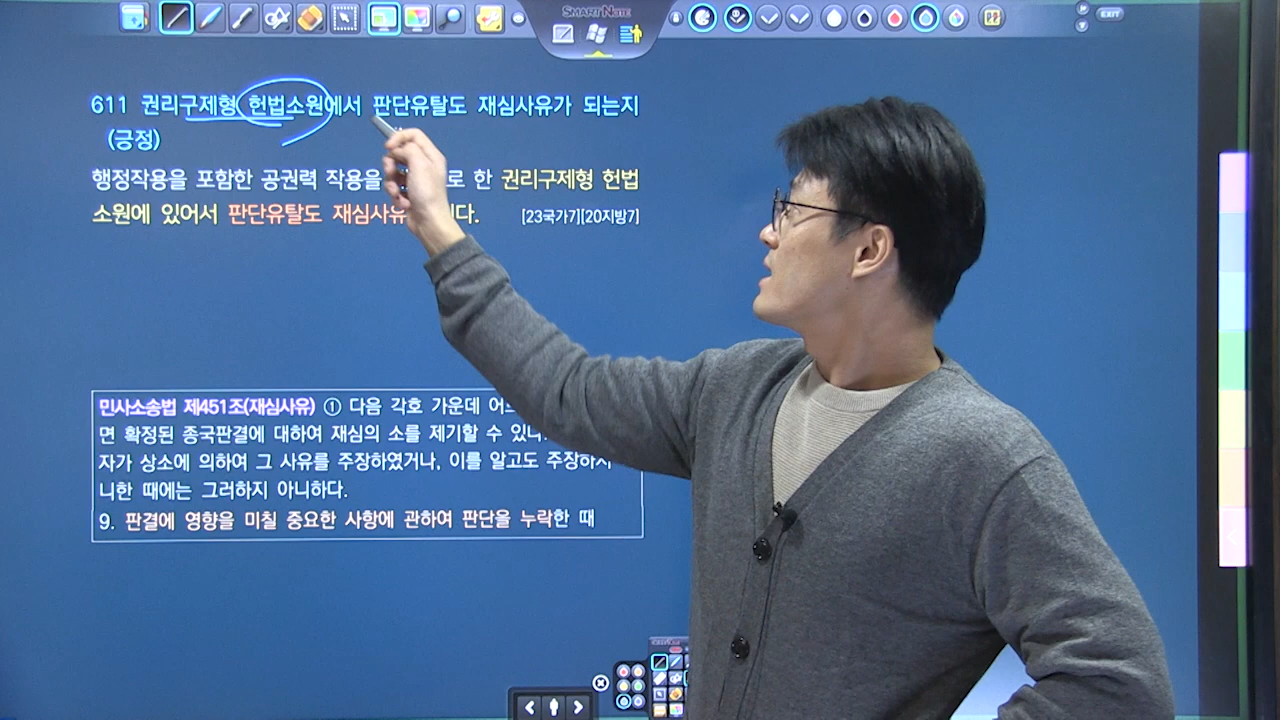 SMART NOTE
EXIT
611 권리구제형 헌법소원에서 판단유탈도 재심사유가 되는지
(긍정)
행정작용을 포함한 공권력 작용을 로 한 권리구제형 헌법
소원에 있어서 판단유탈도 재심사유 다. [23국가7][20지방7]
민사소송법 제451조(재심사유) ① 다음 각호 가운데
면 확정된 종국판결에 대하여 재심의 소를 제기할 수
자가 상소에 의하여 그 사유를 주장하였거나, 이를 알고도 주장하지
니한 때에는 그러하지 아니하다.
9. 판결에 영향을 미칠 중요한 사항에 관하여 판단을 누락한 때